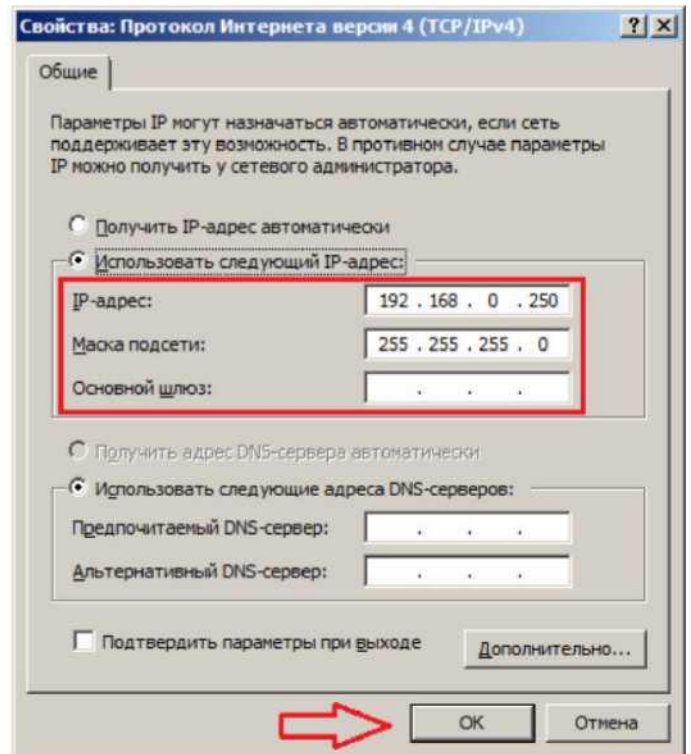 Свойства: Протокол Интернета версии 4 (TCP/IPv4)
Общие
Параметры IP могут назначаться автоматически, если сеть
поддерживает эту возможность. В противном случае параметры
IP можно получить у сетевого администратора.
Получить IP-адрес автоматически
Использовать следующий IP-адрес:
IP-адрес: 192 . 168 . 0 . 250
Маска подсети: 255 . 255 . 255 . 0
Основной шлюз: . . .
Получить адрес DNS-сервера автоматически
Использовать следующие адреса DNS-серверов:
Предпочитаемый DNS-сервер: . . .
Альтернативный DNS-сервер: . . .
Подтвердить параметры при выходе Дополнительно...
OK Отмена